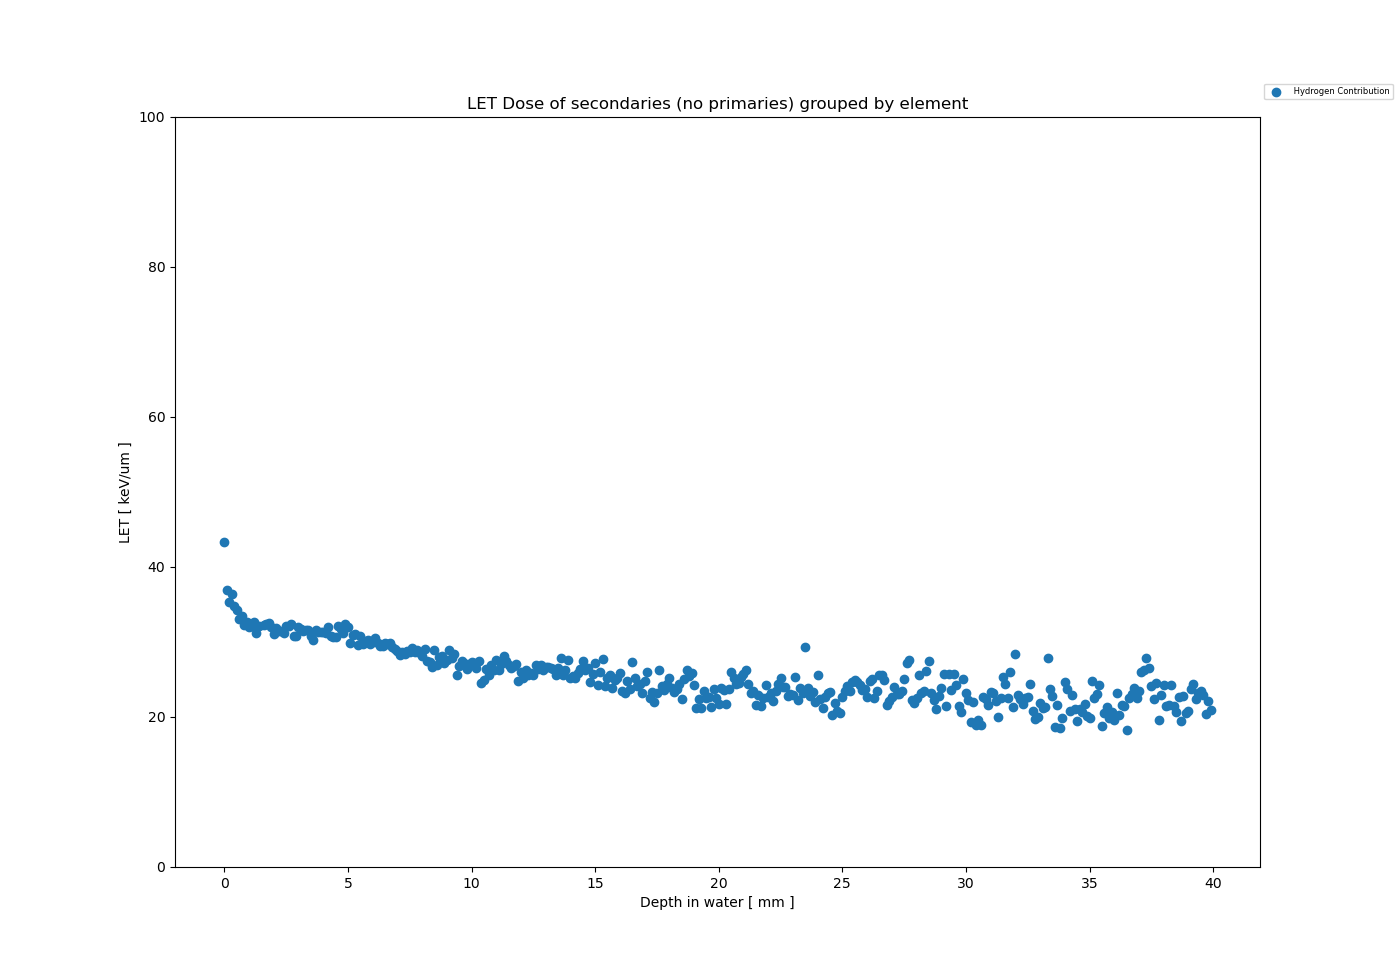 Hydrogen Contribution
LET Dose of secondaries (no primaries) grouped by element
100
80
60
40
20
0
LET [ keV/um ]
0 5 10 15 20 25 30 35 40
Depth in water [ mm ]